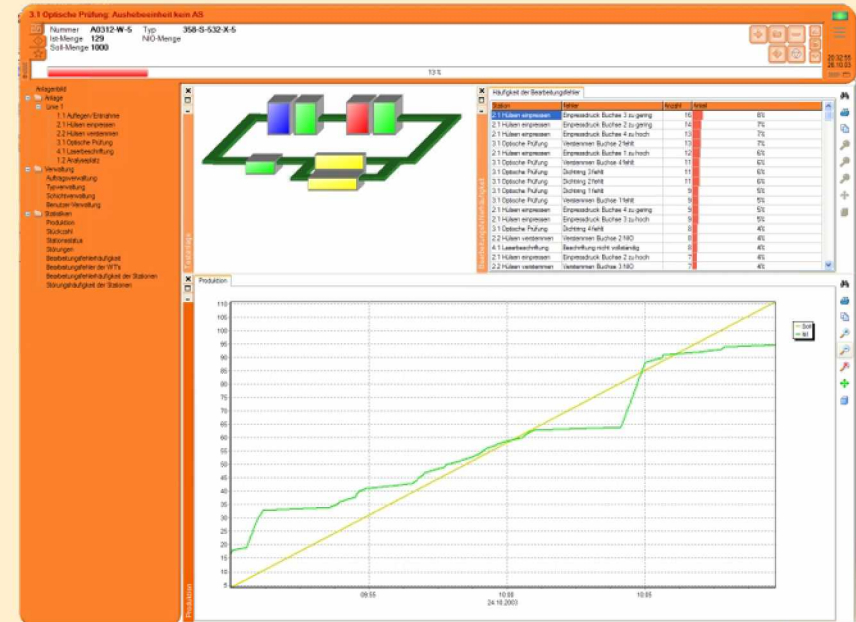 3.1 Optische Prüfung: Aushebeeinheit kein AS
Nummer A0312-W-5 Typ 358-S-532-X-5
Ist-Menge 129 NIO-Menge
Soll-Menge 1000
13 %
20:32:55
26.10.03
Anlagenbild
Anlage
Linie 1
1.1 Auflegen/Entnahme
2.1 Hülsen einpressen
2.2 Hülsen verstemmen
3.1 Optische Prüfung
4.1 Laserbeschriftung
1.2 Analyseplatz
Verwaltung
Auftragsverwaltung
Typverwaltung
Schichtverwaltung
Benutzer-Verwaltung
Statistiken
Produktion
Stückzahl
Stationsstatus
Störungen
Bearbeitungsfehlerhäufigkeit
Bearbeitungsfehler der WT's
Bearbeitungsfehlerhäufigkeit der Stationen
Störungshäufigkeit der Stationen
Testanlage
Bearbeitungsfehlerhäufigkeit
Häufigkeit der Bearbeitungsfehler
Station Fehler Anzahl Anteil
2.1 Hülsen einpressen Einpressdruck Buchse 3 zu gering 16 8%
2.1 Hülsen einpressen Einpressdruck Buchse 2 zu gering 14 7%
2.1 Hülsen einpressen Einpressdruck Buchse 4 zu hoch 13 7%
3.1 Optische Prüfung Verstemmen Buchse 2 fehlt 13 7%
2.1 Hülsen einpressen Einpressdruck Buchse 1 zu hoch 12 6%
3.1 Optische Prüfung Verstemmen Buchse 4 fehlt 11 6%
3.1 Optische Prüfung Dichtring 3 fehlt 11 6%
3.1 Optische Prüfung Dichtring 2 fehlt 11 6%
3.1 Optische Prüfung Dichtring 1 fehlt 9 5%
3.1 Optische Prüfung Verstemmen Buchse 1 fehlt 9 5%
2.1 Hülsen einpressen Einpressdruck Buchse 4 zu gering 9 5%
2.1 Hülsen einpressen Einpressdruck Buchse 3 zu hoch 9 5%
3.1 Optische Prüfung Dichtring 4 fehlt 8 4%
2.2 Hülsen verstemmen Verstemmen Buchse 2 NIO 8 4%
4.1 Laserbeschriftung Beschriftung nicht vollständig 8 4%
2.1 Hülsen einpressen Einpressdruck Buchse 2 zu hoch 7 4%
2.2 Hülsen verstemmen Verstemmen Buchse 3 NIO 7 4%
Produktion
Produktion
110
105
100
95
90
85
80
75
70
65
60
55
50
45
40
35
30
25
20
15
10
5
Soll
Ist
09:55 10:00 10:05
24.10.2003